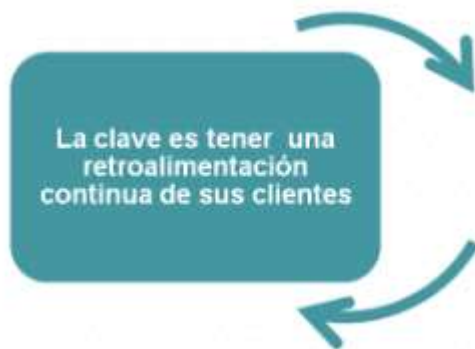 La clave es tener una
retroalimentación
continua de sus clientes